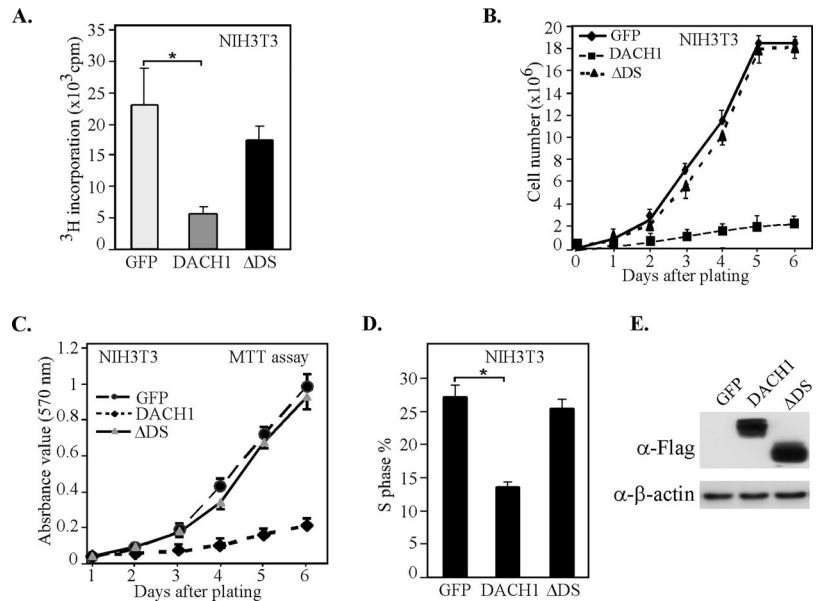 A.
NIH3T3
*
³H incorporation (x10³cpm)
35
30
25
20
15
10
5
0
GFP DACH1 ΔDS
B.
GFP
DACH1
ΔDS
NIH3T3
Cell number (x10⁶)
20
18
16
14
12
10
8
6
4
2
0
0 1 2 3 4 5 6
Days after plating
C.
NIH3T3 MTT assay
GFP
DACH1
ΔDS
Absrbance value (570 nm)
1.2
1
0.8
0.6
0.4
0.2
0
1 2 3 4 5 6
Days after plating
D.
NIH3T3
*
S phase %
30
25
20
15
10
5
0
GFP DACH1 ΔDS
E.
GFP
DACH1
ΔDS
α-Flag
α-β-actin